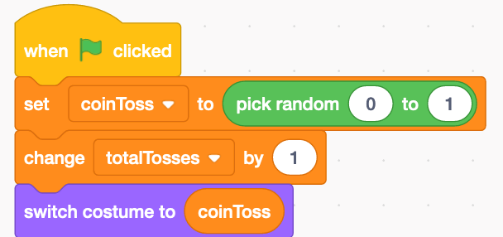 when clicked
set coinToss to pick random 0 to 1
change totalTosses by 1
switch costume to coinToss